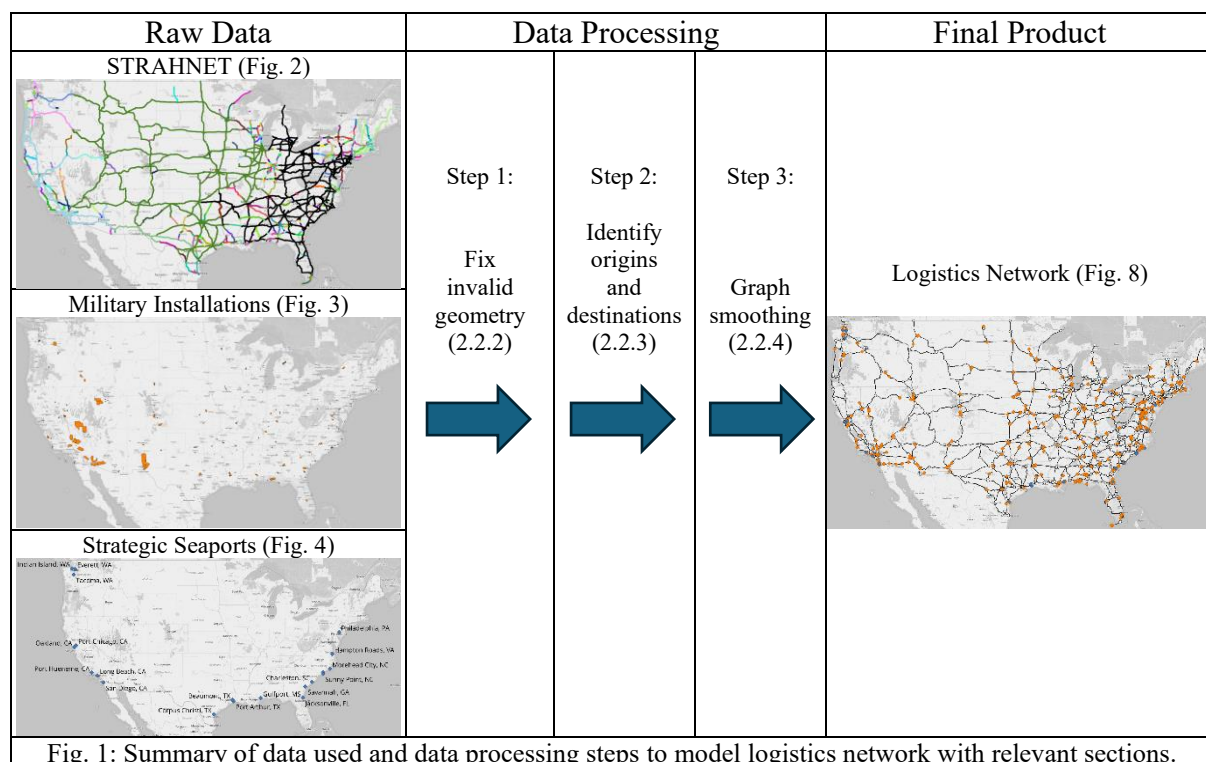 Raw Data
Data Processing
Final Product
STRAHNET (Fig. 2)
Military Installations (Fig. 3)
Strategic Seaports (Fig. 4)
Indian Island, WA
Everett, WA
Tacoma, WA
Oakland, CA
Port Chicago, CA
Port Hueneme, CA
Long Beach, CA
San Diego, CA
Philadelphia, PA
Hampton Roads, VA
Morehead City, NC
Charleston, SC
Sunny Point, NC
Beaumont, TX
Gulfport, MS
Savannah, GA
Port Arthur, TX
Jacksonville, FL
Corpus Christi, TX
Step 1:
Fix
invalid
geometry
(2.2.2)
Step 2:
Identify
origins
and
destinations
(2.2.3)
Step 3:
Graph
smoothing
(2.2.4)
Logistics Network (Fig. 8)
Fig. 1: Summary of data used and data processing steps to model logistics network with relevant sections.